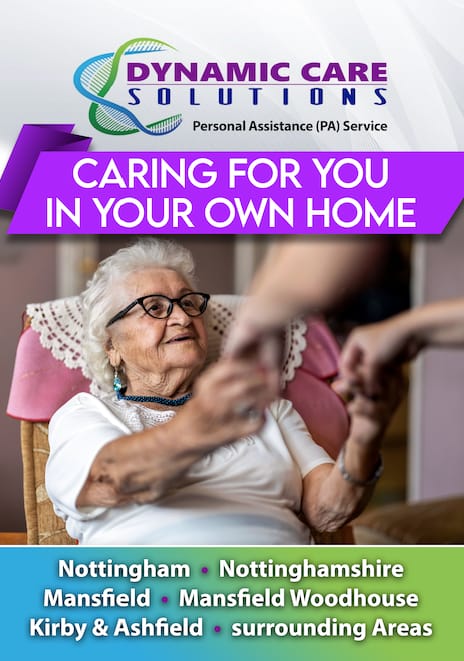 DYNAMIC CARE
SOLUTIONS
Personal Assistance (PA) Service
CARING FOR YOU
IN YOUR OWN HOME
Nottingham • Nottinghamshire
Mansfield • Mansfield Woodhouse
Kirby & Ashfield • surrounding Areas